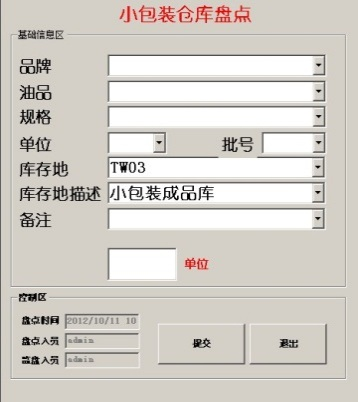 小包装仓库盘点
基础信息区
品牌
油品
规格
单位 批号
库存地 TW03
库存地描述 小包装成品库
备注
单位
控制区
盘点时间 2012/10/11 10
盘点人员 admin
监盘人员 admin
提交 退出